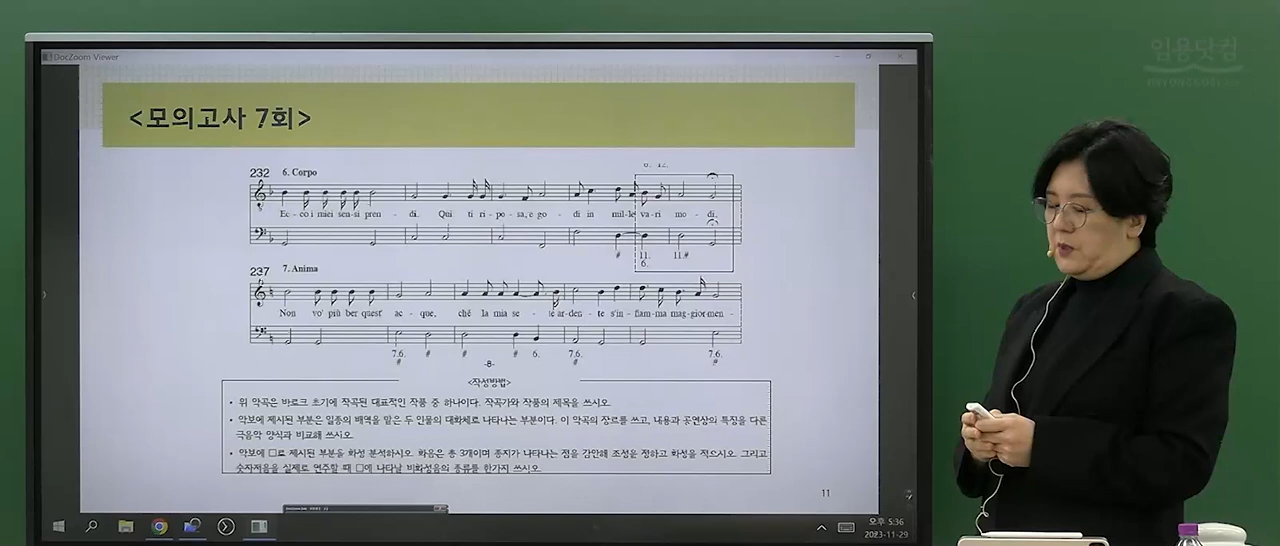 임용닷컴
DocZoom Viewer
<모의고사 7회>
232 6. Corpo
Ec - co i miei sen - si pren - di. Qui ti ri - po - sa, e go - di in mil - le va - ri mo - di,
# 11. 11.#
6.
237 7. Anima
Non vo' più ber quest' ac - que, ché la mia se - te ar - den - te s'in - fiam - ma mag - gior - men -
7.6. # # # 6. 7.6. 7.6.
# # #
-8-
<작성방법>
• 위 악곡은 바로크 초기에 작곡된 대표적인 작품 중 하나이다. 작곡가와 작품의 제목을 쓰시오.
• 악보에 제시된 부분은 일종의 배역을 맡은 두 인물의 대화체로 나타나는 부분이다. 이 악곡의 장르를 쓰고, 내용과 공연상의 특징을 다른
극음악 양식과 비교해 쓰시오.
• 악보에 □로 제시된 부분을 화성 분석하시오. 화음은 총 3개이며 종지가 나타나는 점을 감안해 조성을 정하고 화성을 적으시오. 그리고
숫자저음을 실제로 연주할 때 □에 나타날 비화성음의 종류를 한가지 쓰시오.
11
오후 5:36
2023-11-29